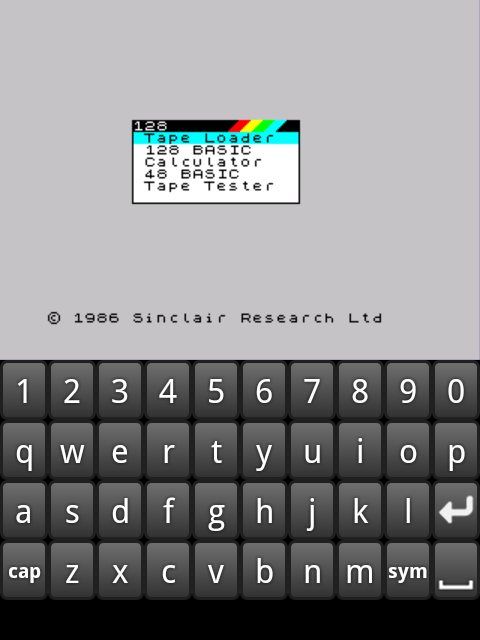 128
Tape Loader
128 BASIC
Calculator
48 BASIC
Tape Tester
© 1986 Sinclair Research Ltd
1 2 3 4 5 6 7 8 9 0
q w e r t y u i o p
a s d f g h j k l
cap z x c v b n m sym